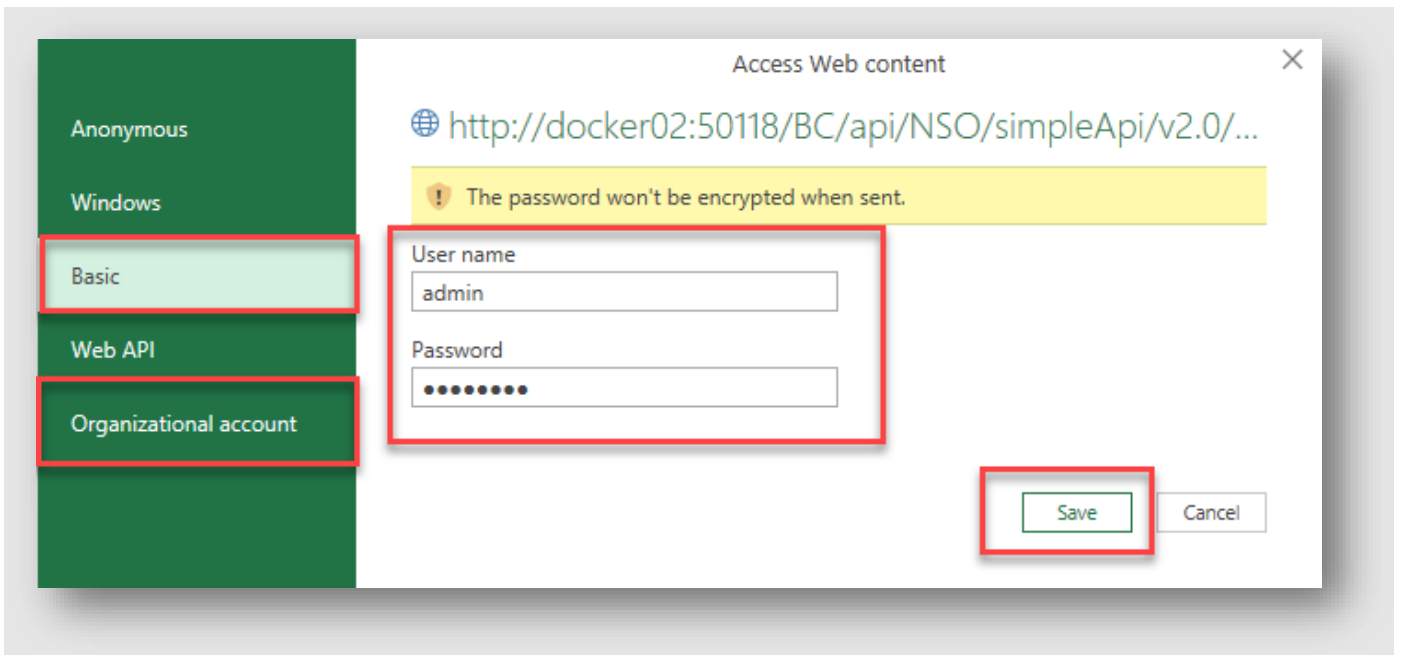 Access Web content
Anonymous
Windows
Basic
Web API
Organizational account
http://docker02:50118/BC/api/NSO/simpleApi/v2.0/...
The password won't be encrypted when sent.
User name
admin
Password
●●●●●●●●
Save Cancel